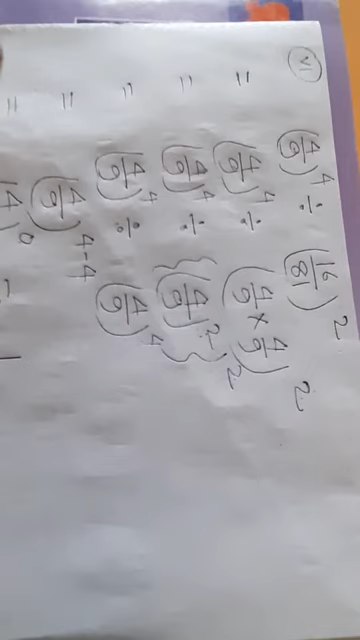 (vi) (4/9)^4 ÷ (16/81)^2
= (4/9)^4 ÷ (4/9 × 4/9)^2
= (4/9)^4 ÷ {(4/9)^2}^2
= (4/9)^4 ÷ (4/9)^4
= (4/9)^4-4
= (4/9)^0 = 1